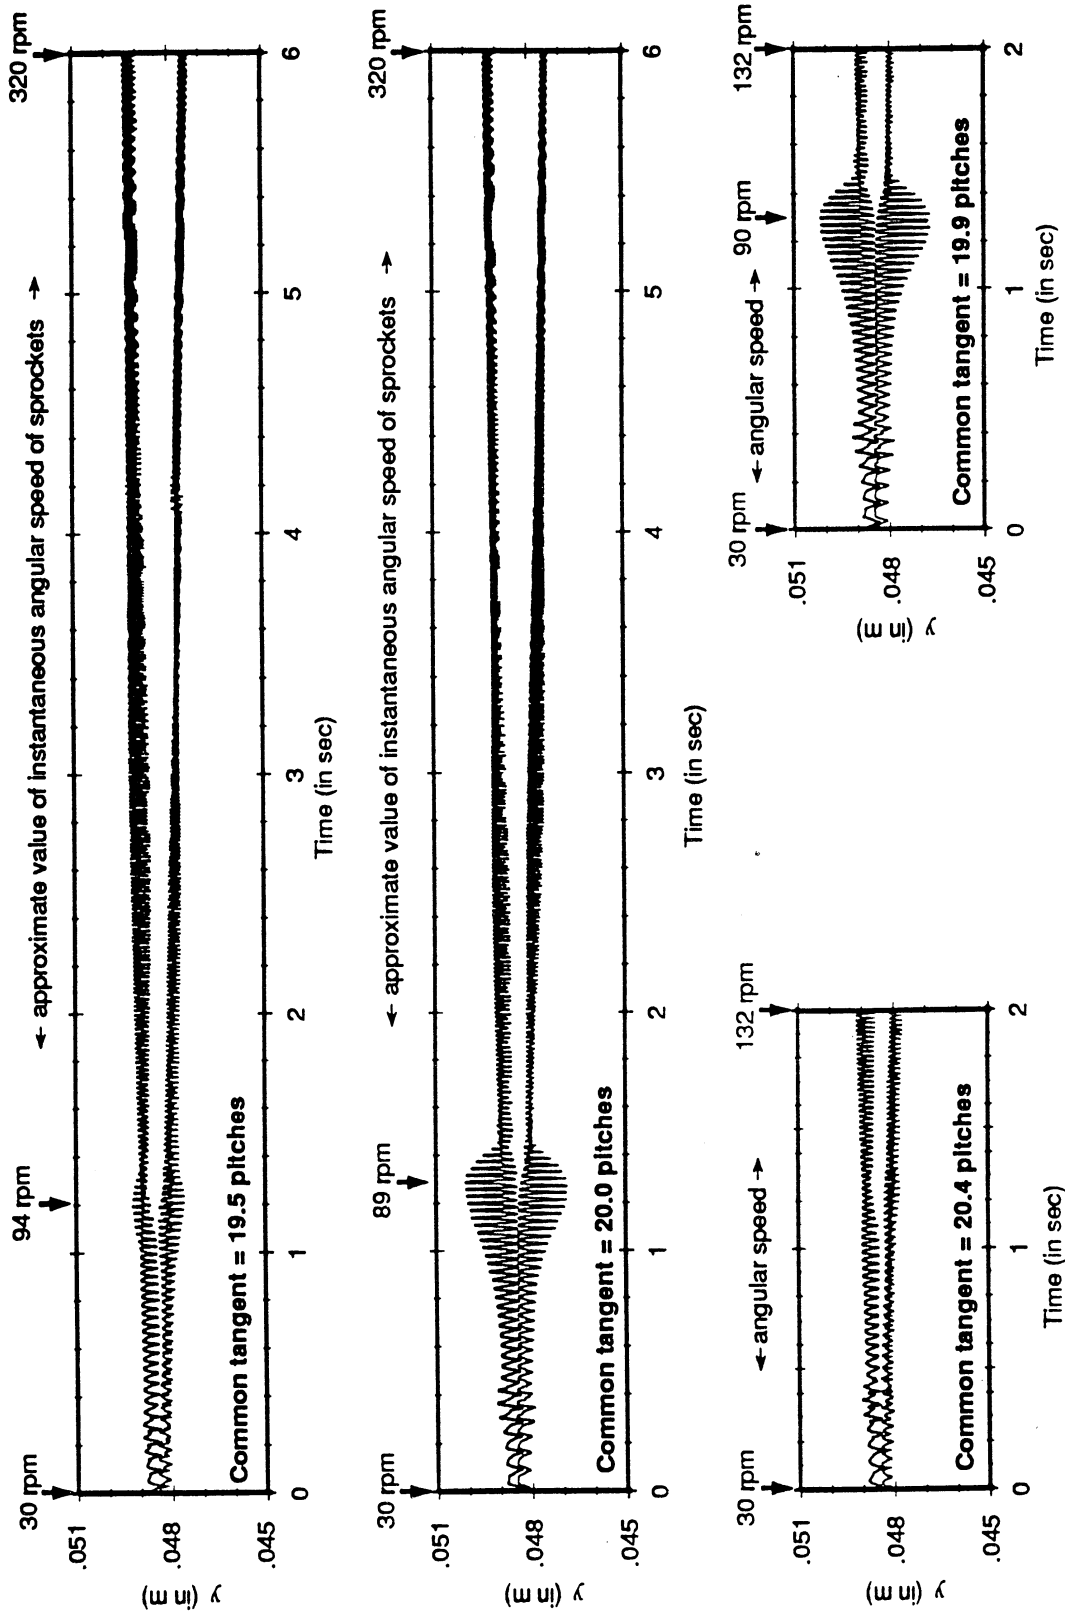 30 rpm
94 rpm
← approximate value of instantaneous angular speed of sprockets →
320 rpm
.051
.048
.045
y (in m)
Common tangent = 19.5 pitches
0
1
2
3
4
5
6
Time (in sec)
30 rpm
89 rpm
← approximate value of instantaneous angular speed of sprockets →
320 rpm
.051
.048
.045
y (in m)
Common tangent = 20.0 pitches
0
1
2
3
4
5
6
Time (in sec)
30 rpm
← angular speed →
132 rpm
.051
.048
.045
y (in m)
Common tangent = 20.4 pitches
0
1
2
Time (in sec)
30 rpm
← angular speed →
90 rpm
132 rpm
.051
.048
.045
y (in m)
Common tangent = 19.9 pitches
0
1
2
Time (in sec)